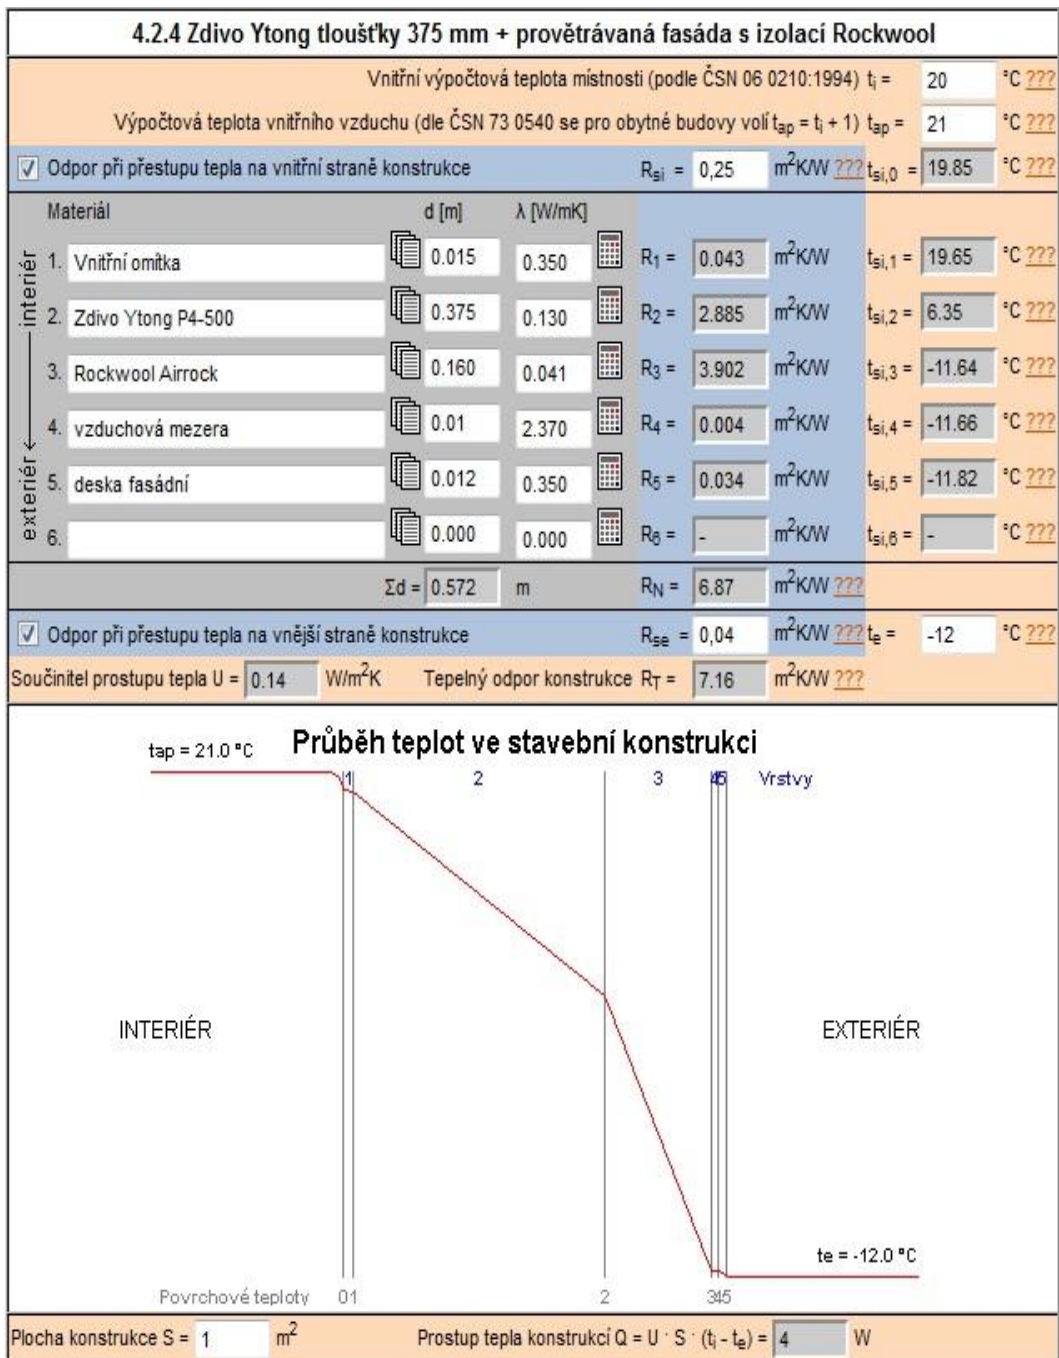 4.2.4 Zdivo Ytong tloušťky 375 mm + provětrávaná fasáda s izolací Rockwool
Vnitřní výpočtová teplota místnosti (podle ČSN 06 0210:1994) ti = 20 °C ???
Výpočtová teplota vnitřního vzduchu (dle ČSN 73 0540 se pro obytné budovy volí tap = ti + 1) tap = 21 °C ???
Odpor při přestupu tepla na vnitřní straně konstrukce Rsi = 0,25 m²K/W ??? tsi,0 = 19.85 °C ???
Materiál d [m] λ [W/mK]
interiér
exteriér
1. Vnitřní omítka 0.015 0.350 R1 = 0.043 m²K/W tsi,1 = 19.65 °C ???
2. Zdivo Ytong P4-500 0.375 0.130 R2 = 2.885 m²K/W tsi,2 = 6.35 °C ???
3. Rockwool Airrock 0.160 0.041 R3 = 3.902 m²K/W tsi,3 = -11.64 °C ???
4. vzduchová mezera 0.01 2.370 R4 = 0.004 m²K/W tsi,4 = -11.66 °C ???
5. deska fasádní 0.012 0.350 R5 = 0.034 m²K/W tsi,5 = -11.82 °C ???
6. 0.000 0.000 R6 = - m²K/W tsi,6 = - °C ???
Σd = 0.572 m RN = 6.87 m²K/W ???
Odpor při přestupu tepla na vnější straně konstrukce Rse = 0,04 m²K/W ??? te = -12 °C ???
Součinitel prostupu tepla U = 0.14 W/m²K Tepelný odpor konstrukce RT = 7.16 m²K/W ???
Průběh teplot ve stavební konstrukci
tap = 21.0 °C
1 2 3 4 5 Vrstvy
INTERIÉR EXTERIÉR
te = -12.0 °C
Povrchové teploty 0 1 2 3 4 5
Plocha konstrukce S = 1 m² Prostup tepla konstrukcí Q = U · S · (ti - te) = 4 W